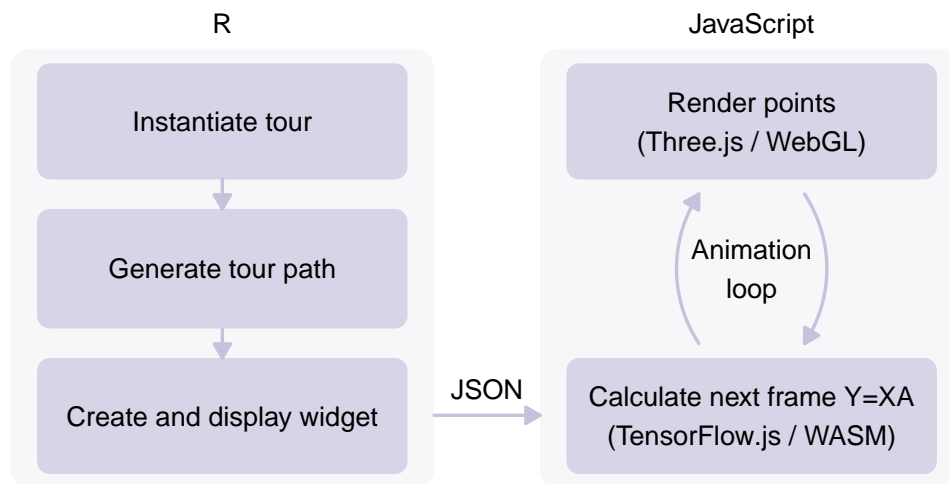 R
Instantiate tour
Generate tour path
Create and display widget
JSON
JavaScript
Render points
(Three.js / WebGL)
Animation
loop
Calculate next frame Y=XA
(TensorFlow.js / WASM)